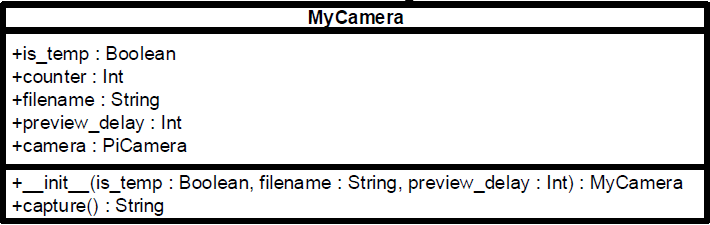 MyCamera
+is_temp : Boolean
+counter : Int
+filename : String
+preview_delay : Int
+camera : PiCamera
+__init__(is_temp : Boolean, filename : String, preview_delay : Int) : MyCamera
+capture() : String